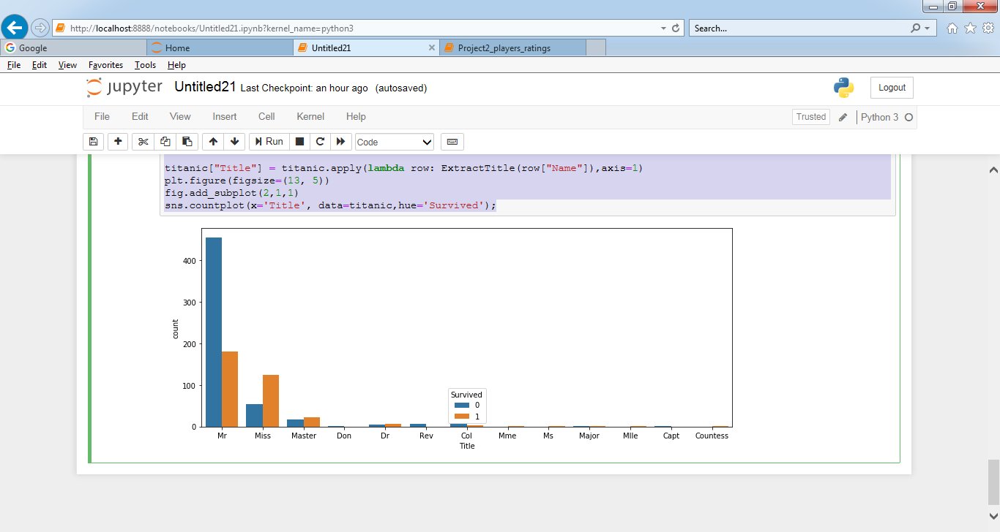 http://localhost:8888/notebooks/Untitled21.ipynb?kernel_name=python3
Search...
Google
Home
Untitled21
Project2_players_ratings
File Edit View Favorites Tools Help
jupyter Untitled21 Last Checkpoint: an hour ago (autosaved)
Logout
File Edit View Insert Cell Kernel Help
Trusted
Python 3
Run
Code
titanic["Title"] = titanic.apply(lambda row: ExtractTitle(row["Name"]),axis=1)
plt.figure(figsize=(13, 5))
fig.add_subplot(2,1,1)
sns.countplot(x='Title', data=titanic,hue='Survived');
400
300
200
100
0
count
Survived
0
1
Mr Miss Master Don Dr Rev Col Mme Ms Major Mlle Capt Countess
Title